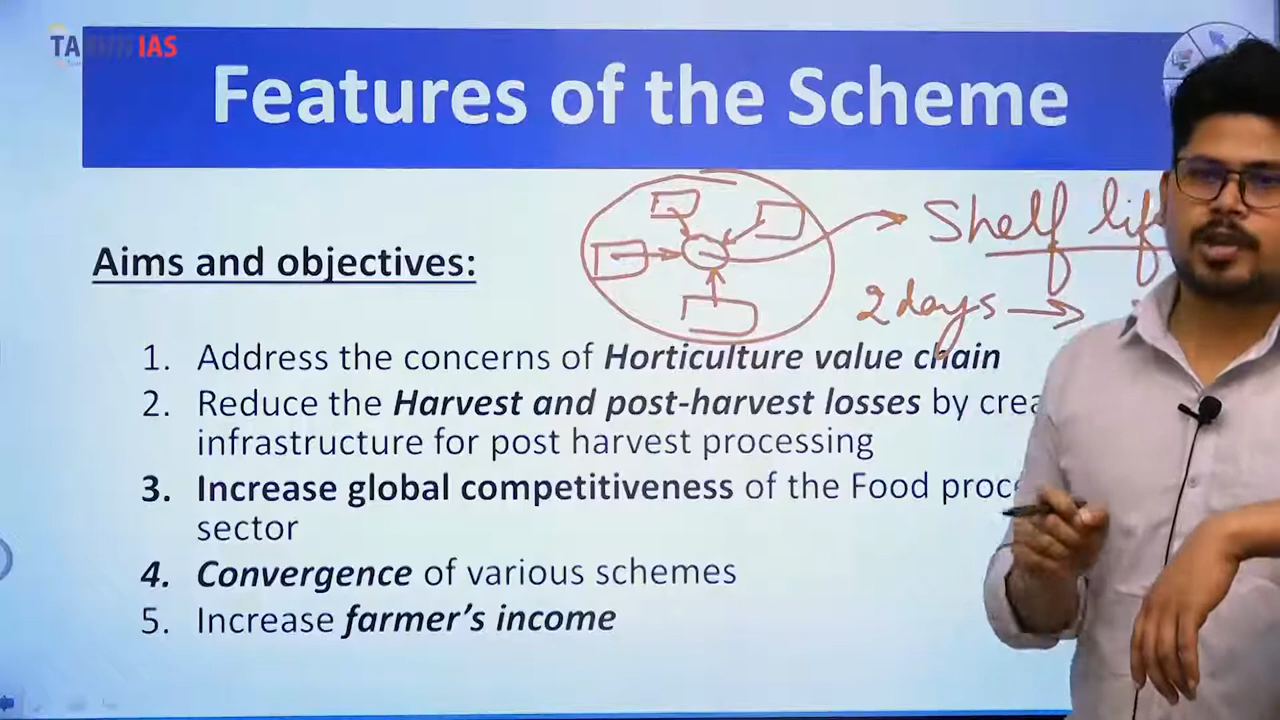 IAS
Features of the Scheme
Shelf
Aims and objectives:
2 days →
1. Address the concerns of Horticulture value chain
2. Reduce the Harvest and post-harvest losses by
infrastructure for post harvest processing
3. Increase global competitiveness of the Food
sector
4. Convergence of various schemes
5. Increase farmer's income